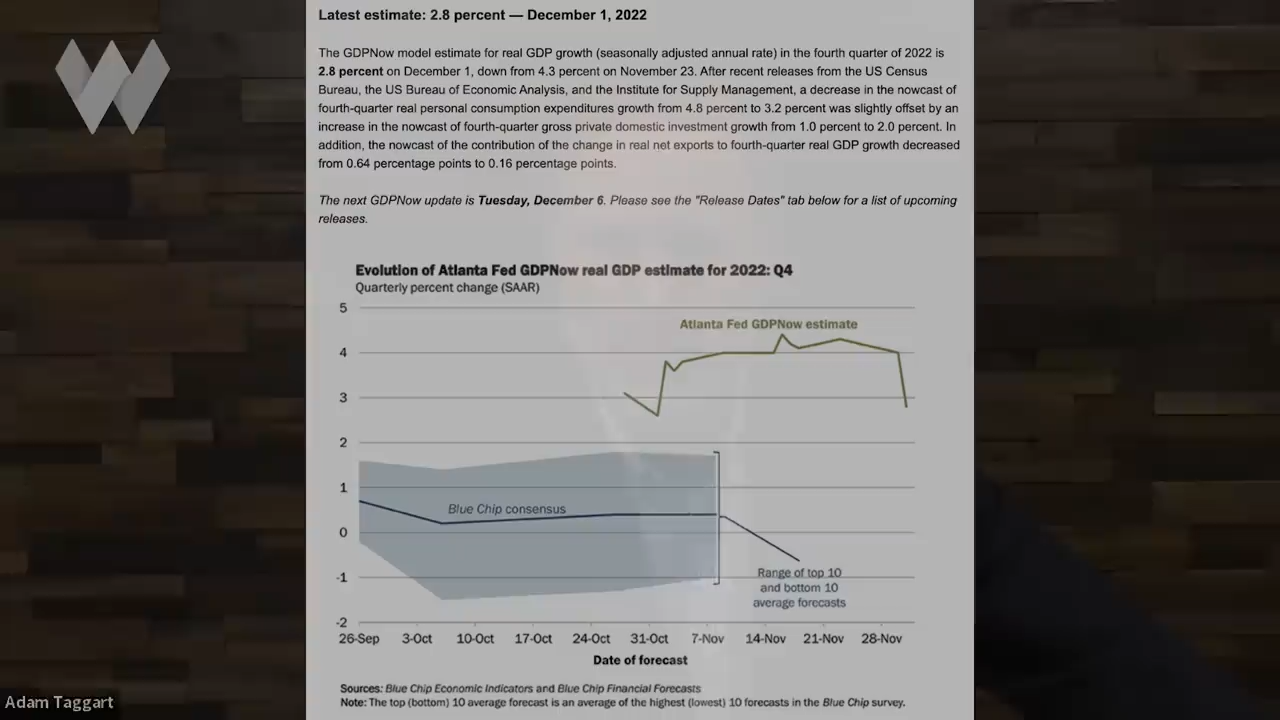 Latest estimate: 2.8 percent — December 1, 2022
The GDPNow model estimate for real GDP growth (seasonally adjusted annual rate) in the fourth quarter of 2022 is
2.8 percent on December 1, down from 4.3 percent on November 23. After recent releases from the US Census
Bureau, the US Bureau of Economic Analysis, and the Institute for Supply Management, a decrease in the nowcast of
fourth-quarter real personal consumption expenditures growth from 4.8 percent to 3.2 percent was slightly offset by an
increase in the nowcast of fourth-quarter gross private domestic investment growth from 1.0 percent to 2.0 percent. In
addition, the nowcast of the contribution of the change in real net exports to fourth-quarter real GDP growth decreased
from 0.64 percentage points to 0.16 percentage points.
The next GDPNow update is Tuesday, December 6. Please see the "Release Dates" tab below for a list of upcoming
releases.
Evolution of Atlanta Fed GDPNow real GDP estimate for 2022: Q4
Quarterly percent change (SAAR)
5
Atlanta Fed GDPNow estimate
4
3
2
1
Blue Chip consensus
0
-1
Range of top 10
and bottom 10
average forecasts
-2
26-Sep 3-Oct 10-Oct 17-Oct 24-Oct 31-Oct 7-Nov 14-Nov 21-Nov 28-Nov
Date of forecast
Sources: Blue Chip Economic Indicators and Blue Chip Financial Forecasts
Note: The top (bottom) 10 average forecast is an average of the highest (lowest) 10 forecasts in the Blue Chip survey.
Adam Taggart